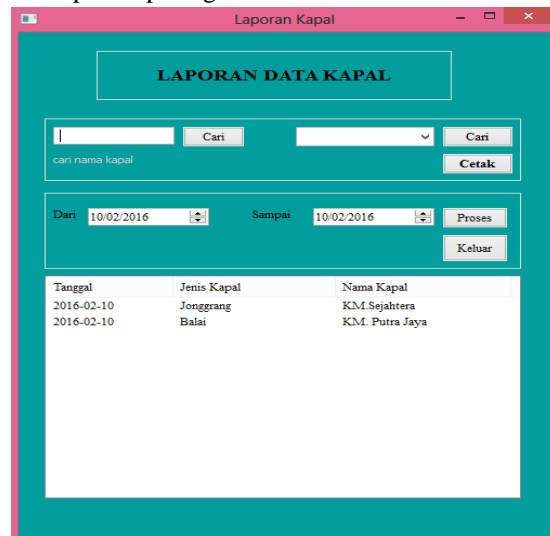 Laporan Kapal
LAPORAN DATA KAPAL
Cari Cari
cari nama kapal Cetak
Dari 10/02/2016 Sampai 10/02/2016 Proses
Keluar
Tanggal Jenis Kapal Nama Kapal
2016-02-10 Jonggrang KM.Sejahtera
2016-02-10 Balai KM. Putra Jaya